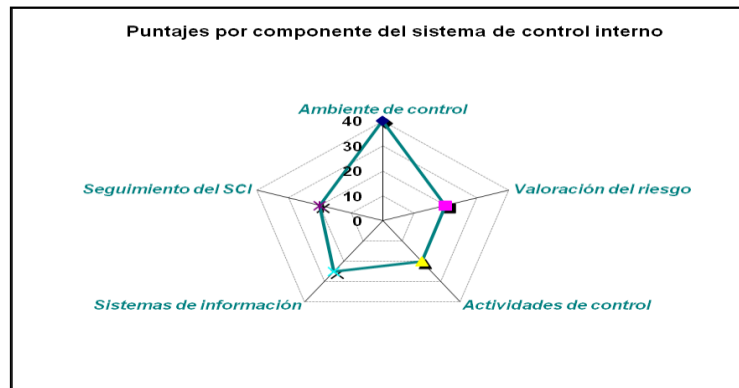 Puntajes por componente del sistema de control interno
Ambiente de control
40
30
20
10
0
Seguimiento del SCI
Valoración del riesgo
Sistemas de información
Actividades de control